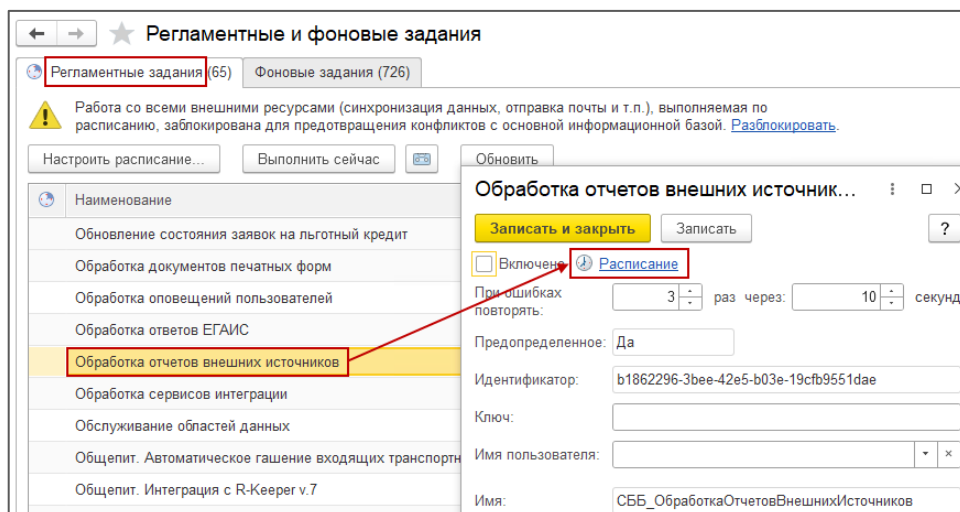 Регламентные и фоновые задания
Регламентные задания (65) Фоновые задания (726)
Работа со всеми внешними ресурсами (синхронизация данных, отправка почты и т.п.), выполняемая по
расписанию, заблокирована для предотвращения конфликтов с основной информационной базой. Разблокировать.
Настроить расписание... Выполнить сейчас Обновить
Наименование
Обновление состояния заявок на льготный кредит
Обработка документов печатных форм
Обработка оповещений пользователей
Обработка ответов ЕГАИС
Обработка отчетов внешних источников
Обработка сервисов интеграции
Обслуживание областей данных
Общепит. Автоматическое гашение входящих транспортн
Общепит. Интеграция с R-Keeper v.7
Обработка отчетов внешних источник...
Записать и закрыть Записать ?
Включено Расписание
При ошибках
повторять: 3 раз через: 10 секунд
Предопределенное: Да
Идентификатор: b1862296-3bee-42e5-b03e-19cfb9551dae
Ключ:
Имя пользователя:
Имя: СББ_ОбработкаОтчетовВнешнихИсточников